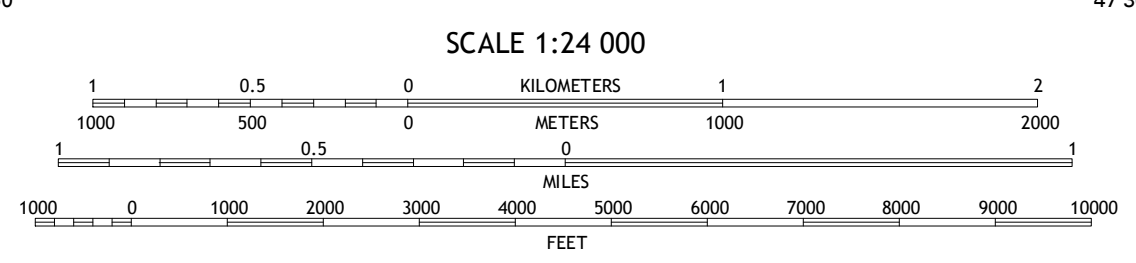 SCALE 1:24 000
1 0.5 0 KILOMETERS 1 2
1000 500 0 METERS 1000 2000
1 0.5 0 1
MILES
1000 0 1000 2000 3000 4000 5000 6000 7000 8000 9000 10000
FEET